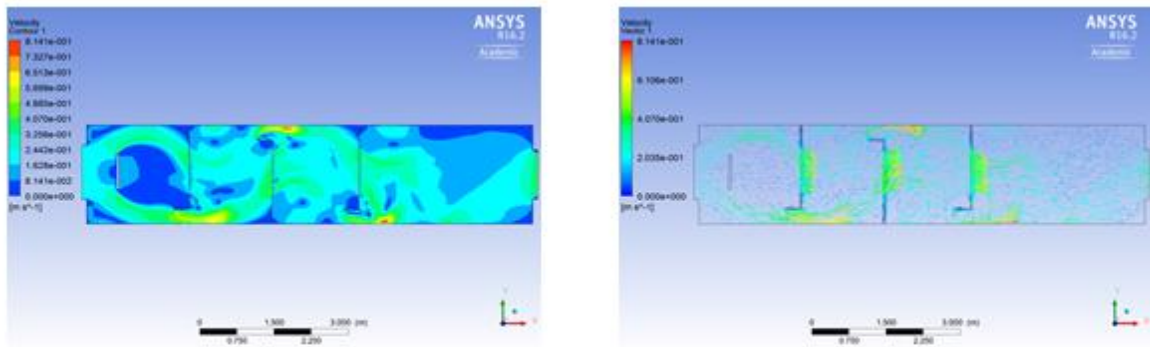 Velocity
Contour 1
8.141e-001
7.327e-001
6.513e-001
5.699e-001
4.885e-001
4.070e-001
3.256e-001
2.442e-001
1.628e-001
8.141e-002
0.000e+000
[m s^-1]
ANSYS
R16.2
Academic
0 1.500 3.000 (m)
0.750 2.250
Velocity
Vector 1
8.141e-001
6.106e-001
4.070e-001
2.035e-001
0.000e+000
[m s^-1]
ANSYS
R16.2
Academic
0 1.500 3.000 (m)
0.750 2.250